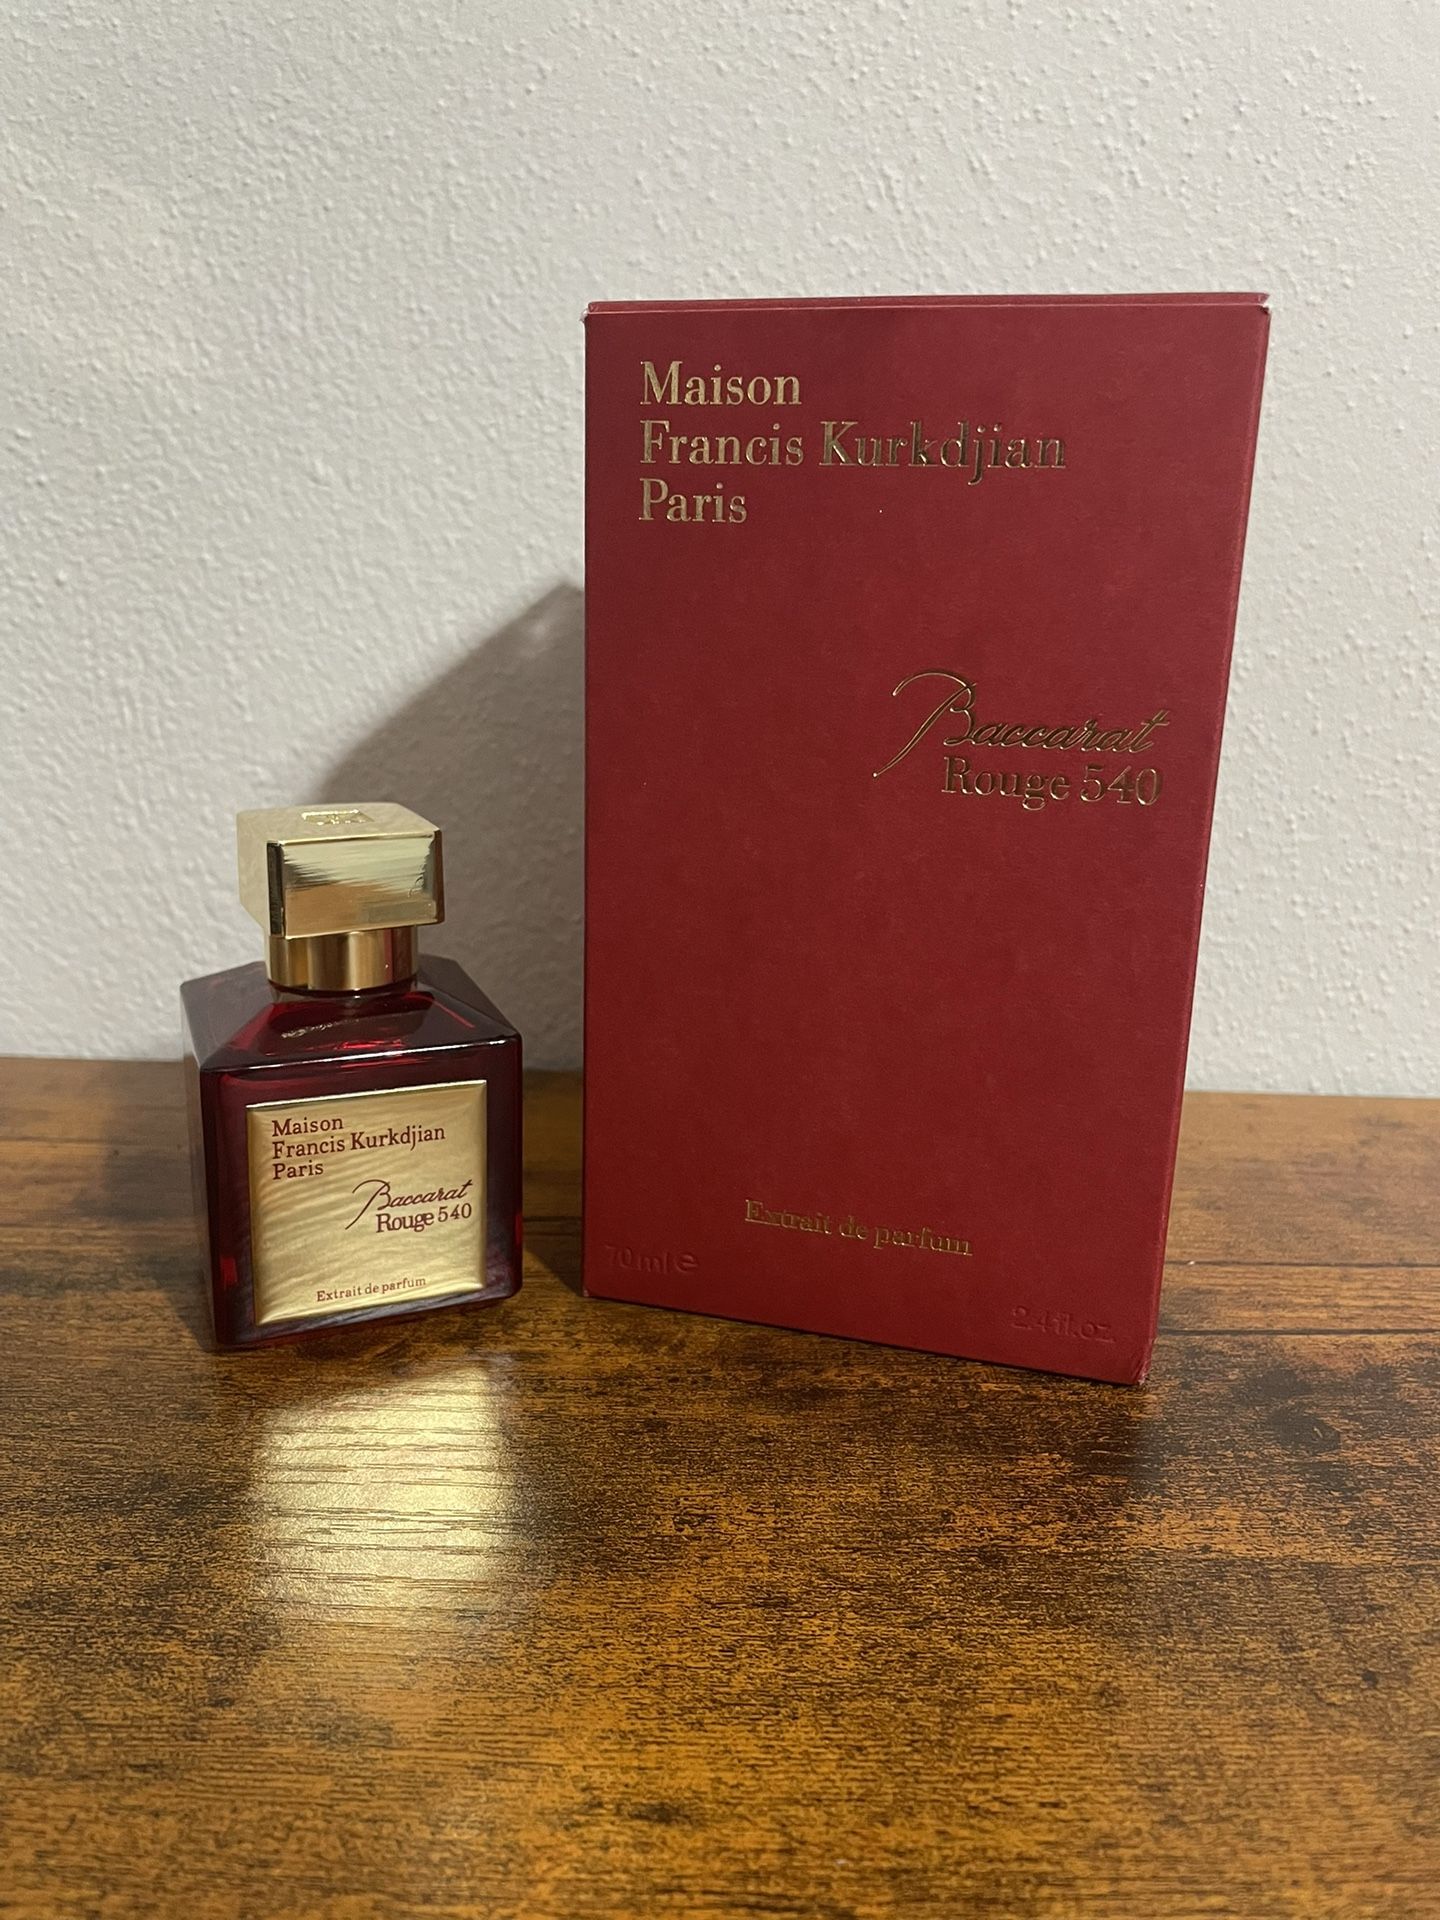 Maison
Francis Kurkdjian
Paris
Baccarat
Rouge 540
Extrait de parfum
70 ml e
2.4 fl.oz.
Maison
Francis Kurkdjian
Paris
Baccarat
Rouge 540
Extrait de parfum